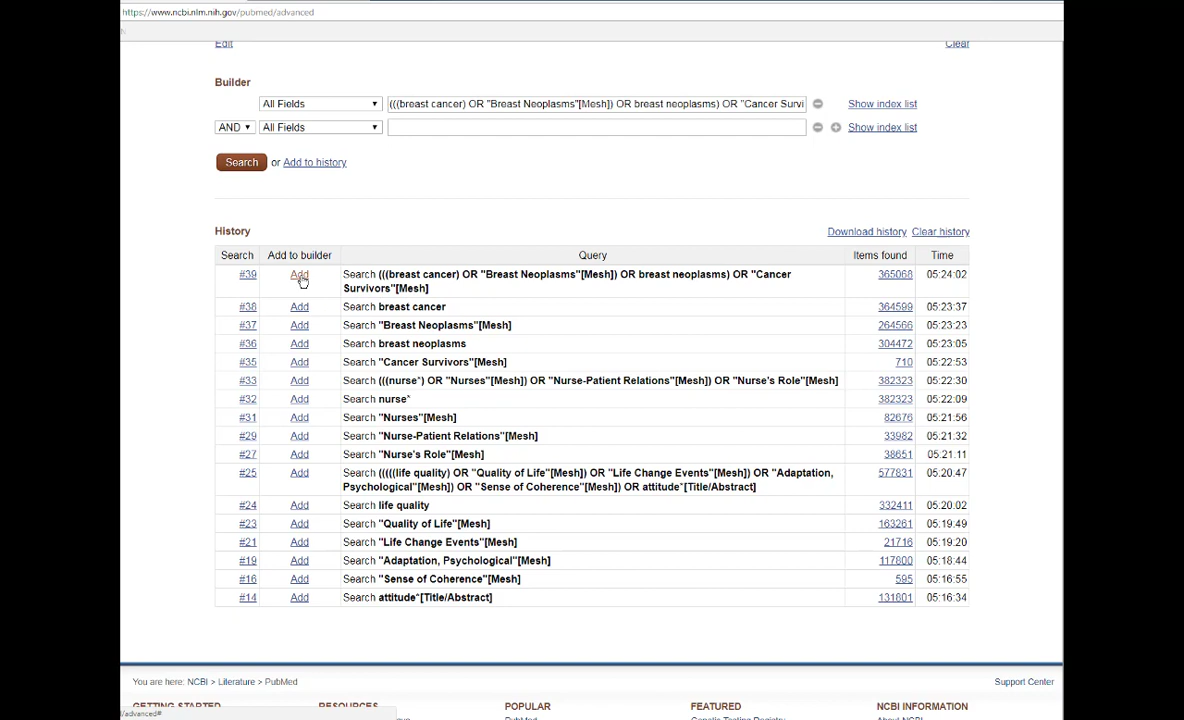 https://www.ncbi.nlm.nih.gov/pubmed/advanced
Edit
Clear
Builder
All Fields
(((breast cancer) OR "Breast Neoplasms"[Mesh]) OR breast neoplasms) OR "Cancer Survi
Show index list
AND
All Fields
Show index list
Search or Add to history
History
Download history
Clear history
Search Add to builder Query Items found Time
#39 Add Search (((breast cancer) OR "Breast Neoplasms"[Mesh]) OR breast neoplasms) OR "Cancer 365068 05:24:02
Survivors"[Mesh]
#38 Add Search breast cancer 364599 05:23:37
#37 Add Search "Breast Neoplasms"[Mesh] 264566 05:23:23
#36 Add Search breast neoplasms 304472 05:23:05
#35 Add Search "Cancer Survivors"[Mesh] 710 05:22:53
#33 Add Search (((nurse*) OR "Nurses"[Mesh]) OR "Nurse-Patient Relations"[Mesh]) OR "Nurse's Role"[Mesh] 382323 05:22:30
#32 Add Search nurse* 382323 05:22:09
#31 Add Search "Nurses"[Mesh] 82676 05:21:56
#29 Add Search "Nurse-Patient Relations"[Mesh] 33982 05:21:32
#27 Add Search "Nurse's Role"[Mesh] 38651 05:21:11
#25 Add Search (((((life quality) OR "Quality of Life"[Mesh]) OR "Life Change Events"[Mesh]) OR "Adaptation, 577831 05:20:47
Psychological"[Mesh]) OR "Sense of Coherence"[Mesh]) OR attitude*[Title/Abstract]
#24 Add Search life quality 332411 05:20:02
#23 Add Search "Quality of Life"[Mesh] 163261 05:19:49
#21 Add Search "Life Change Events"[Mesh] 21716 05:19:20
#19 Add Search "Adaptation, Psychological"[Mesh] 117800 05:18:44
#16 Add Search "Sense of Coherence"[Mesh] 595 05:16:55
#14 Add Search attitude*[Title/Abstract] 131801 05:16:34
You are here: NCBI > Literature > PubMed
Support Center
GETTING STARTED RESOURCES POPULAR FEATURED NCBI INFORMATION
PubMed Genetic Testing Registry About NCBI
/advanced#